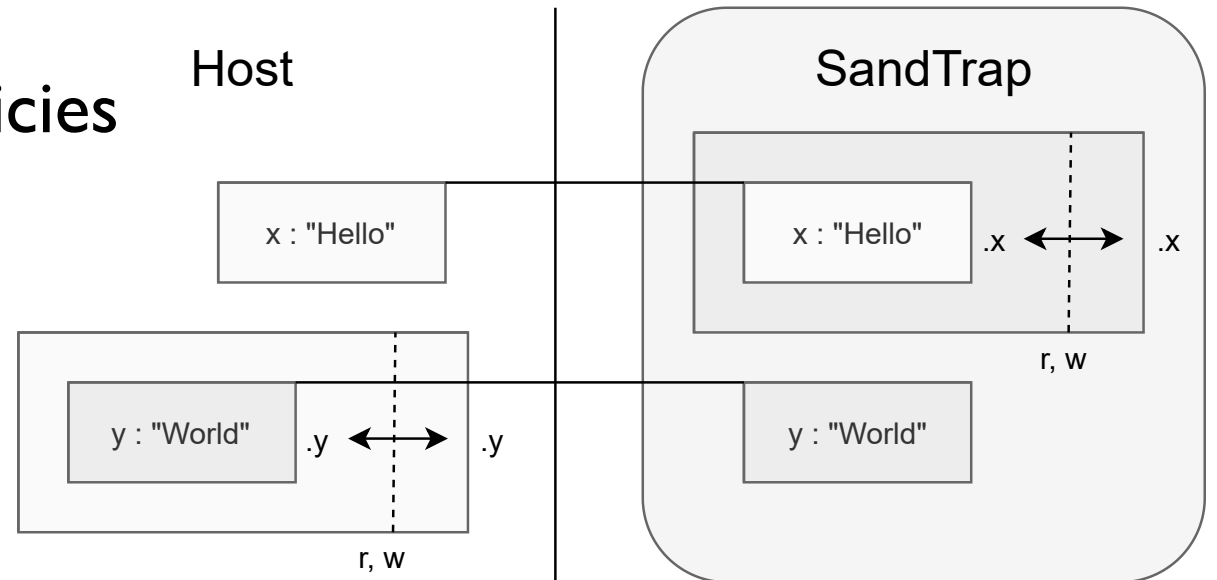 Host
SandTrap
icies
x : "Hello"
x : "Hello"
.x
.x
r, w
y : "World"
.y
.y
y : "World"
r, w